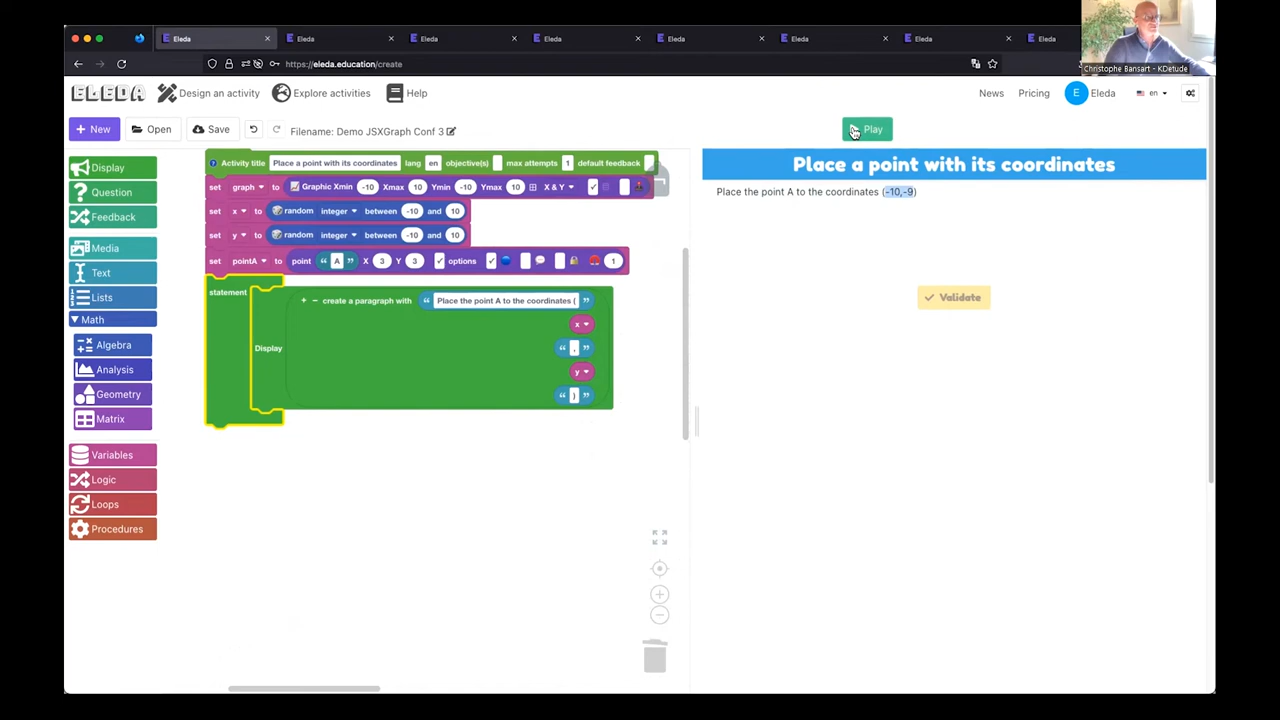 Eleda
Eleda
Eleda
Eleda
Eleda
Eleda
Eleda
Eleda
https://eleda.education/create
Christophe Bansart - KDetude
ELEDA
Design an activity
Explore activities
Help
News
Pricing
E
Eleda
en
New
Open
Save
Filename: Demo JSXGraph Conf 3
Play
Display
Question
Feedback
Media
Text
Lists
Math
Algebra
Analysis
Geometry
Matrix
Variables
Logic
Loops
Procedures
Activity title Place a point with its coordinates lang en objective(s) max attempts 1 default feedback
set graph to Graphic Xmin -10 Xmax 10 Ymin -10 Ymax 10 X & Y
set x to random integer between -10 and 10
set y to random integer between -10 and 10
set pointA to point “ A ” X 3 Y 3 options 1
statement
Display
+ − create a paragraph with “ Place the point A to the coordinates ( ”
x
“ , ”
y
“ ) ”
Place a point with its coordinates
Place the point A to the coordinates (-10,-9)
Validate